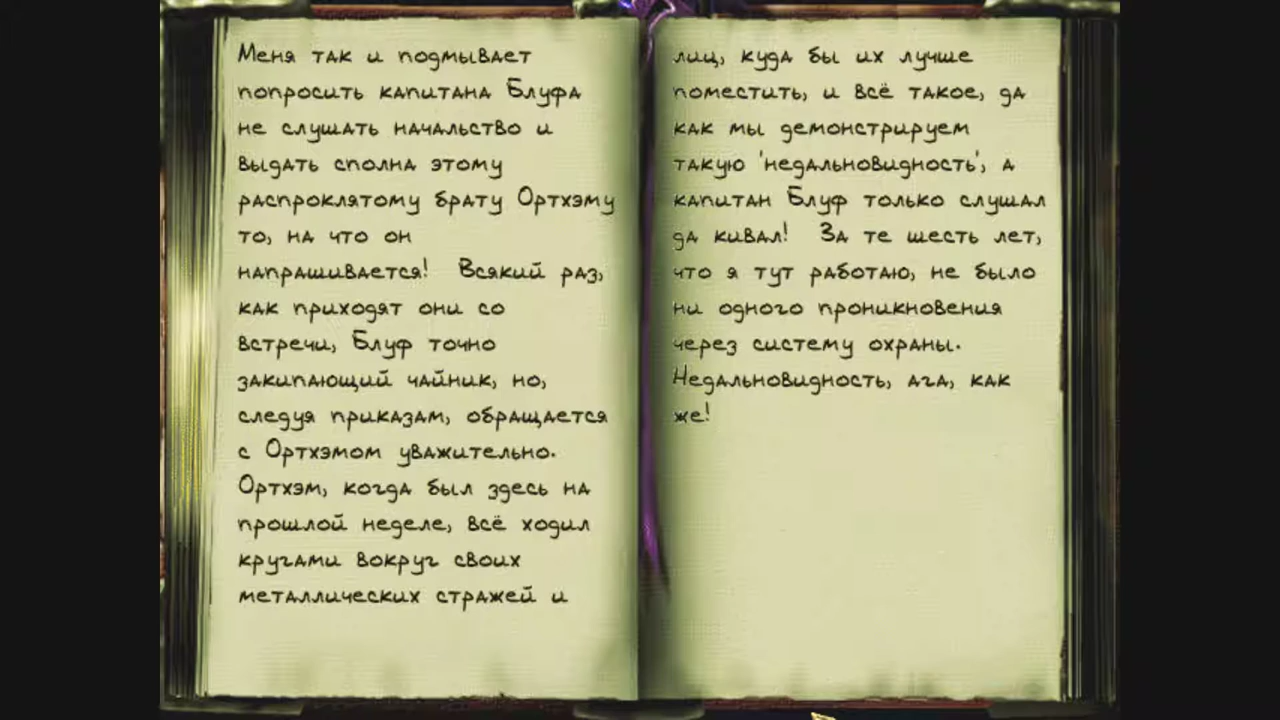 Меня так и подмывает
попросить капитана Блуфа
не слушать начальство и
выдать сполна этому
распроклятому брату Ортхэму
то, на что он
напрашивается!  Всякий раз,
как приходят они со
встречи, Блуф точно
закипающий чайник, но,
следуя приказам, обращается
с Ортхэмом уважительно.
Ортхэм, когда был здесь на
прошлой неделе, всё ходил
кругами вокруг своих
металлических стражей и
лиц, куда бы их лучше
поместить, и всё такое, да
как мы демонстрируем
такую 'недальновидность', а
капитан Блуф только слушал
да кивал!  За те шесть лет,
что я тут работаю, не было
ни одного проникновения
через систему охраны.
Недальновидность, ага, как
же!